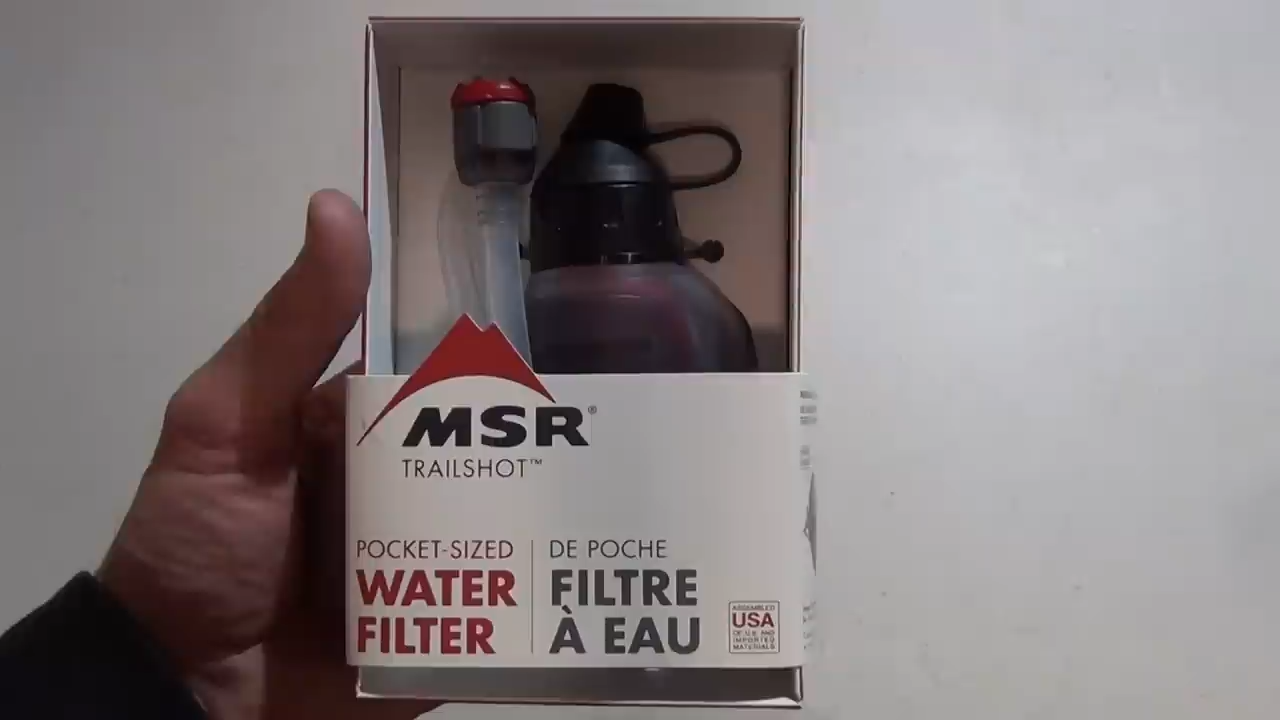 MSR®
TRAILSHOT™
POCKET-SIZED
WATER
FILTER
DE POCHE
FILTRE
À EAU
ASSEMBLED
USA
OF U.S. AND
IMPORTED
MATERIALS